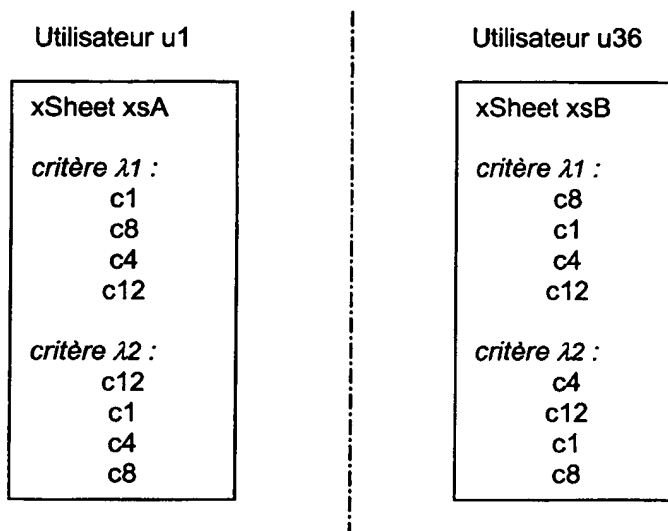 Utilisateur u1
xSheet xsA
critère λ1 :
c1
c8
c4
c12
critère λ2 :
c12
c1
c4
c8
Utilisateur u36
xSheet xsB
critère λ1 :
c8
c1
c4
c12
critère λ2 :
c4
c12
c1
c8